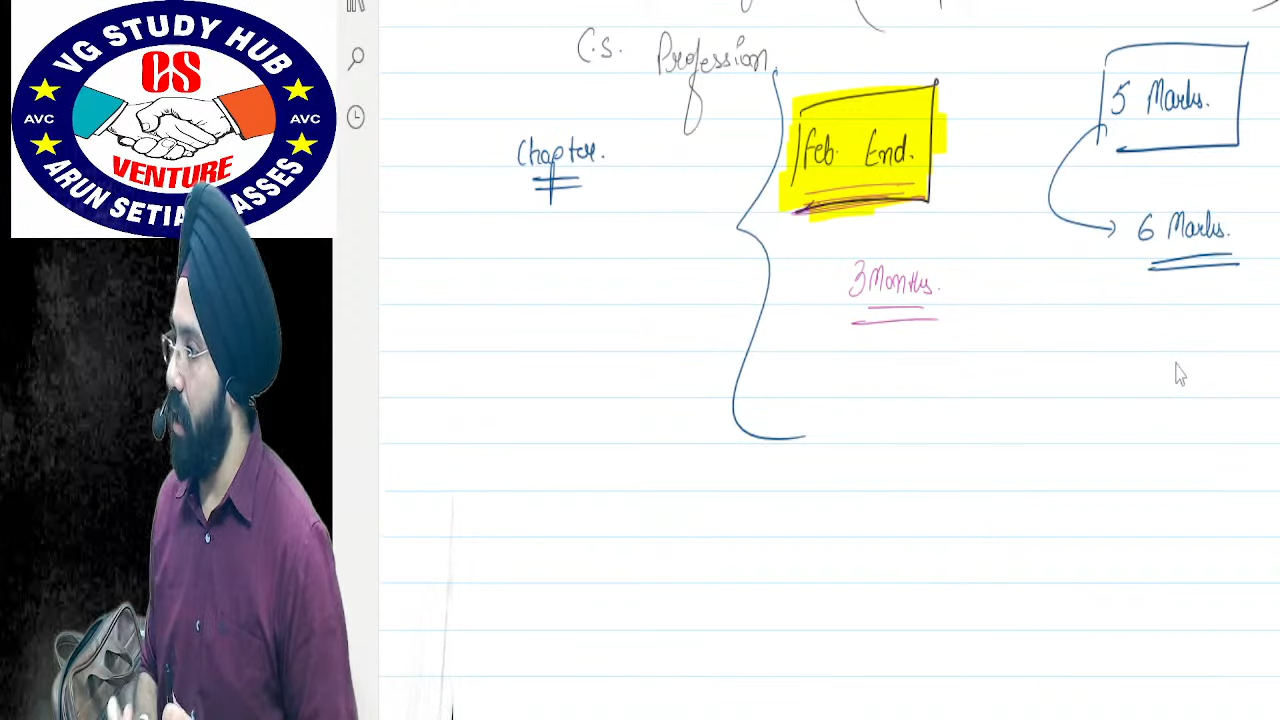 VG STUDY HUB
CS
AVC
AVC
VENTURE
ARUN SETIA
ASSES
C.S. Profession
5 Marks.
Feb. End.
Chapter.
6 Marks.
3 Months.